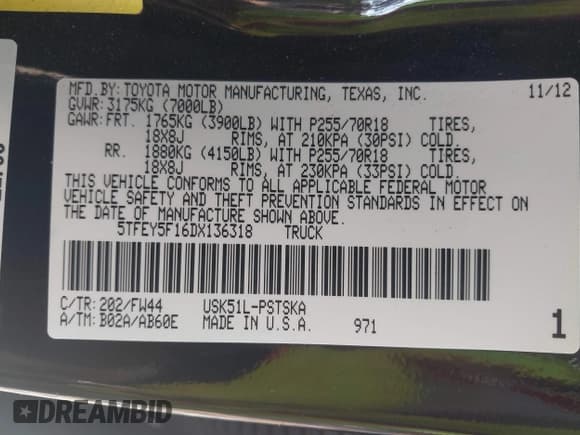 MFD.BY:TOYOTA MOTOR MANUFACTURING, TEXAS, INC. 11/12
GVWR:3175KG (7000LB)
GAWR:FRT. 1765KG (3900LB) WITH P255/70R18 TIRES,
18X8J RIMS, AT 210KPA (30PSI) COLD.
RR. 1880KG (4150LB) WITH P255/70R18 TIRES,
18X8J RIMS, AT 230KPA (33PSI) COLD.
THIS VEHICLE CONFORMS TO ALL APPLICABLE FEDERAL MOTOR
VEHICLE SAFETY AND THEFT PREVENTION STANDARDS IN EFFECT ON
THE DATE OF MANUFACTURE SHOWN ABOVE.
5TFEY5F16DX136318 TRUCK
C/TR:202/FW44 USK51L-PSTSKA
A/TM:B02A/AB60E MADE IN U.S.A. 971 1
DREAMBID